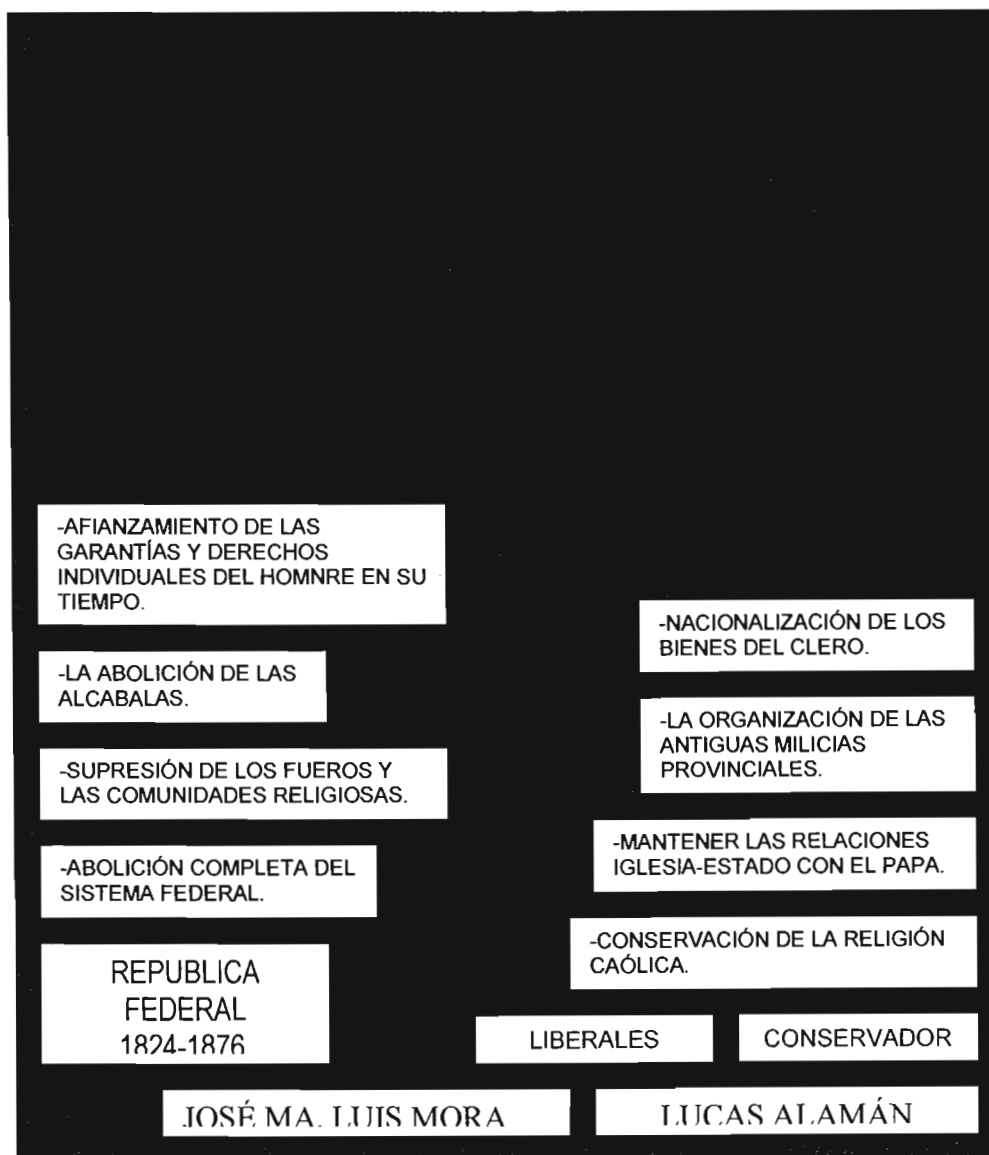 -AFIANZAMIENTO DE LAS
GARANTÍAS Y DERECHOS
INDIVIDUALES DEL HOMNRE EN SU
TIEMPO.
-LA ABOLICIÓN DE LAS
ALCABALAS.
-SUPRESIÓN DE LOS FUEROS Y
LAS COMUNIDADES RELIGIOSAS.
-ABOLICIÓN COMPLETA DEL
SISTEMA FEDERAL.
REPUBLICA
FEDERAL
1824-1876
-NACIONALIZACIÓN DE LOS
BIENES DEL CLERO.
-LA ORGANIZACIÓN DE LAS
ANTIGUAS MILICIAS
PROVINCIALES.
-MANTENER LAS RELACIONES
IGLESIA-ESTADO CON EL PAPA.
-CONSERVACIÓN DE LA RELIGIÓN
CAÓLICA.
LIBERALES
CONSERVADOR
JOSÉ MA. LUIS MORA
LUCAS ALAMÁN